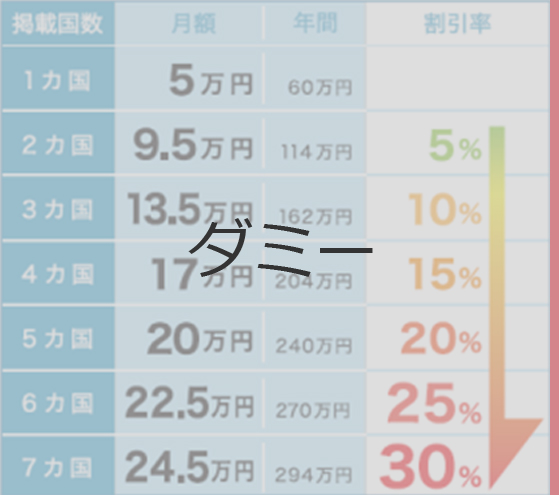 掲載国数 月額 年間 割引率
1カ国 5万円 60万円
2カ国 9.5万円 114万円 5%
3カ国 13.5万円 162万円 10%
ダミー
4カ国 17万円 204万円 15%
5カ国 20万円 240万円 20%
6カ国 22.5万円 270万円 25%
7カ国 24.5万円 294万円 30%